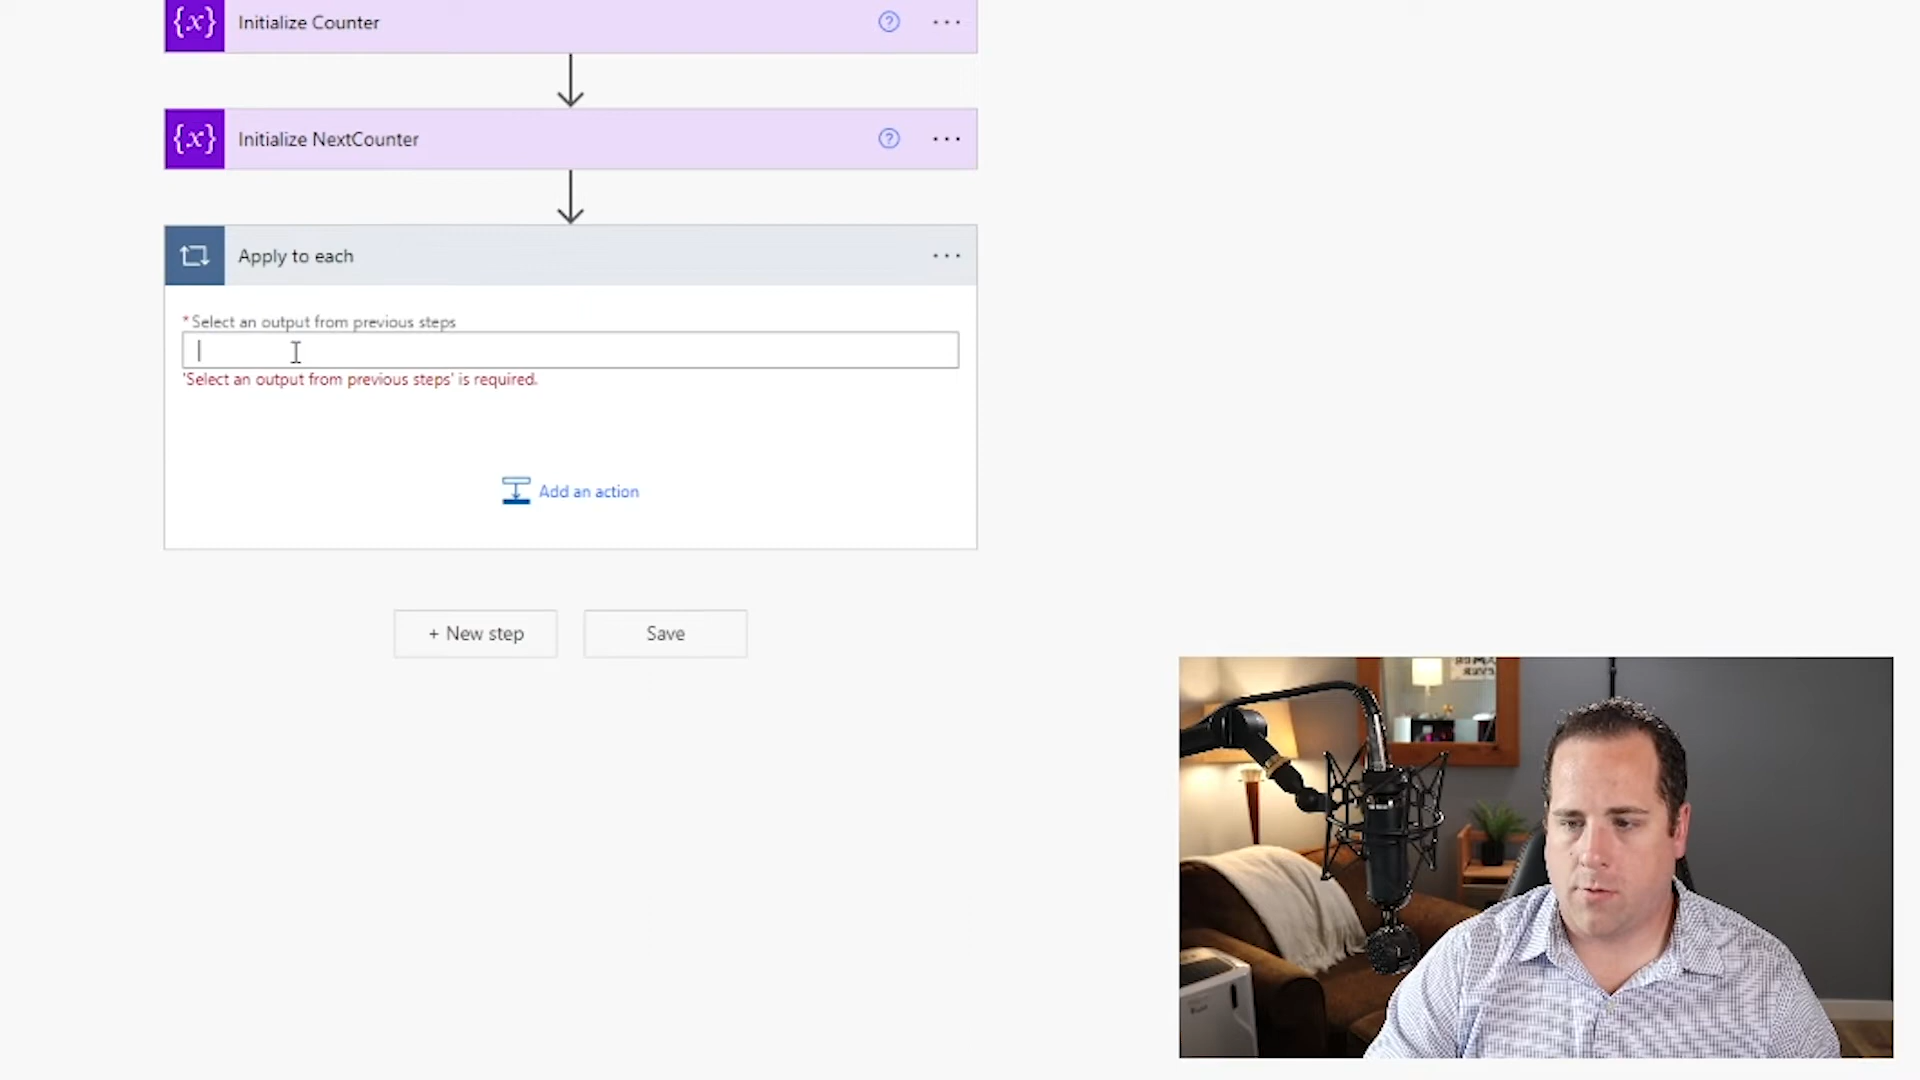 {x} Initialize Counter ? ...
{x} Initialize NextCounter ? ...
Apply to each ...
* Select an output from previous steps
'Select an output from previous steps' is required.
Add an action
+ New step
Save